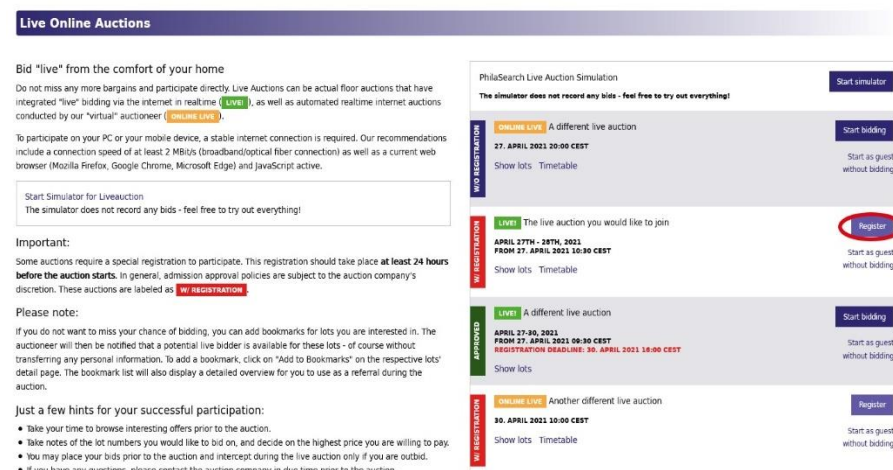 Live Online Auctions
Bid "live" from the comfort of your home
Do not miss any more bargains and participate directly. Live Auctions can be actual floor auctions that have
integrated "live" bidding via the internet in realtime ( LIVE! ), as well as automated realtime internet auctions
conducted by our "virtual" auctioneer ( ONLINE LIVE ).
To participate on your PC or your mobile device, a stable internet connection is required. Our recommendations
include a connection speed of at least 2 MBit/s (broadband/optical fiber connection) as well as a current web
browser (Mozilla Firefox, Google Chrome, Microsoft Edge) and JavaScript active.
Start Simulator for Liveauction
The simulator does not record any bids - feel free to try out everything!
Important:
Some auctions require a special registration to participate. This registration should take place at least 24 hours
before the auction starts. In general, admission approval policies are subject to the auction company's
discretion. These auctions are labeled as W/ REGISTRATION .
Please note:
If you do not want to miss your chance of bidding, you can add bookmarks for lots you are interested in. The
auctioneer will then be notified that a potential live bidder is available for these lots - of course without
transferring any personal information. To add a bookmark, click on "Add to Bookmarks" on the respective lots'
detail page. The bookmark list will also display a detailed overview for you to use as a referral during the
auction.
Just a few hints for your successful participation:
• Take your time to browse interesting offers prior to the auction.
• Take notes of the lot numbers you would like to bid on, and decide on the highest price you are willing to pay.
• You may place your bids prior to the auction and intercept during the live auction only if you are outbid.
• If you have any questions, please contact the auction company in due time prior to the auction.
PhilaSearch Live Auction Simulation
The simulator does not record any bids - feel free to try out everything!
Start simulator
W/O REGISTRATION
ONLINE LIVE A different live auction
27. APRIL 2021 20:00 CEST
Show lots Timetable
Start bidding
Start as guest
without bidding
W/ REGISTRATION
LIVE! The live auction you would like to join
APRIL 27TH - 28TH, 2021
FROM 27. APRIL 2021 10:30 CEST
Show lots Timetable
Register
Start as guest
without bidding
APPROVED
LIVE! A different live auction
APRIL 27-30, 2021
FROM 27. APRIL 2021 09:30 CEST
REGISTRATION DEADLINE: 30. APRIL 2021 18:00 CEST
Show lots
Start bidding
Start as guest
without bidding
W/ REGISTRATION
ONLINE LIVE Another different live auction
30. APRIL 2021 10:00 CEST
Show lots Timetable
Register
Start as guest
without bidding